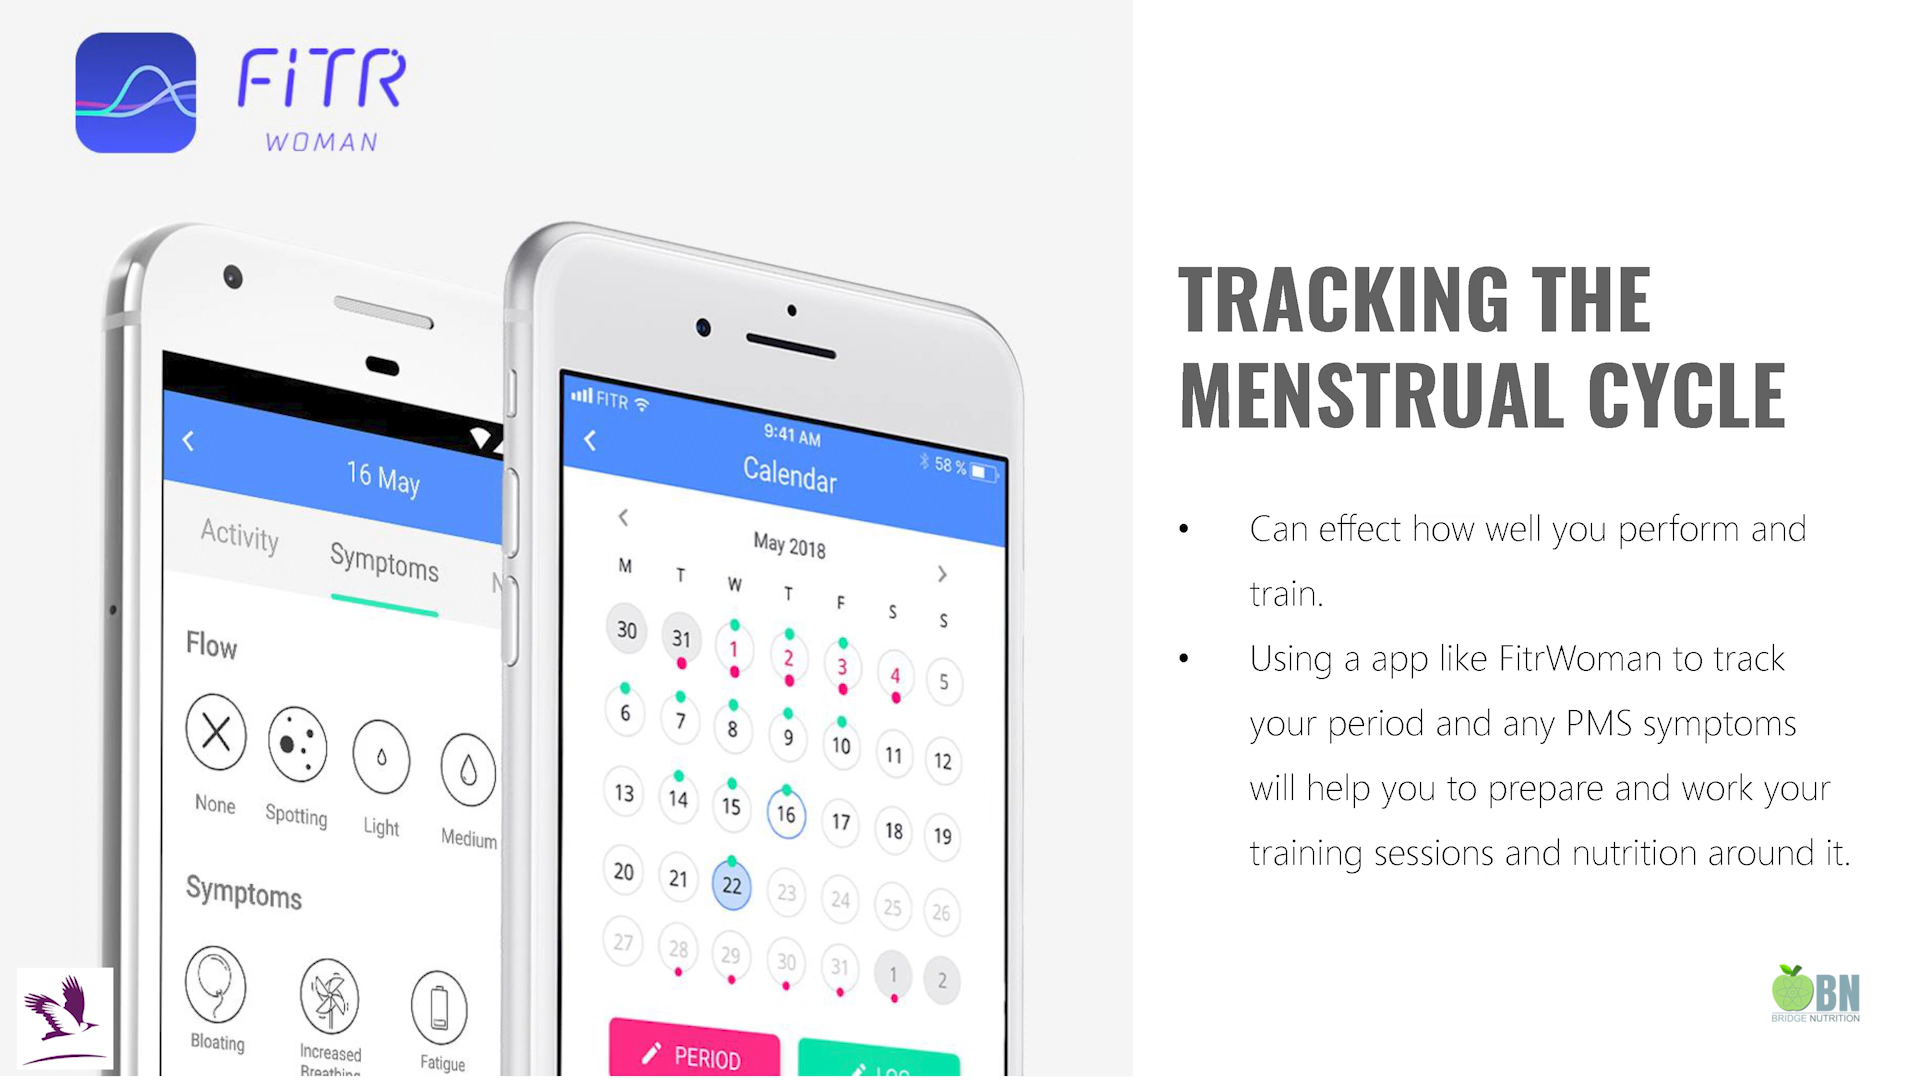 FiTR
WOMAN
16 May
Activity
Symptoms
Flow
None
Spotting
Light
Medium
Symptoms
Bloating
Increased
Breathing
Fatigue
FITR
9:41 AM
58 %
Calendar
May 2018
M T W T F S S
30 31 1 2 3 4 5
6 7 8 9 10 11 12
13 14 15 16 17 18 19
20 21 22 23 24 25 26
27 28 29 30 31 1 2
PERIOD
LOG
TRACKING THE
MENSTRUAL CYCLE
• Can effect how well you perform and
train.
• Using a app like FitrWoman to track
your period and any PMS symptoms
will help you to prepare and work your
training sessions and nutrition around it.
BN
BRIDGE NUTRITION